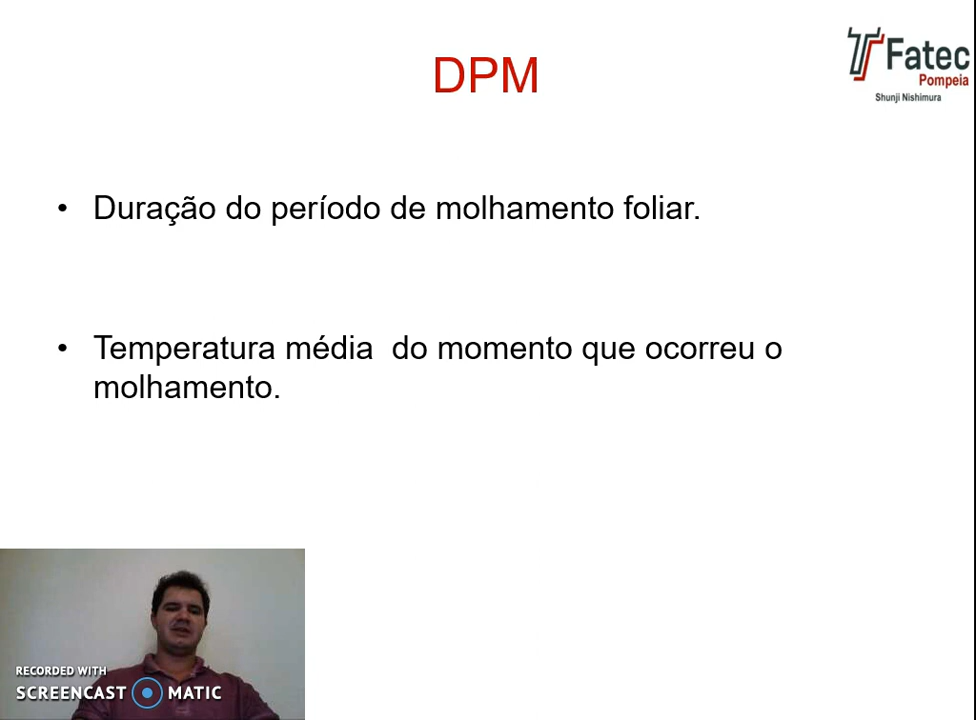 DPM
Fatec
Pompeia
Shunji Nishimura
• Duração do período de molhamento foliar.
• Temperatura média do momento que ocorreu o
molhamento.
RECORDED WITH
SCREENCAST MATIC